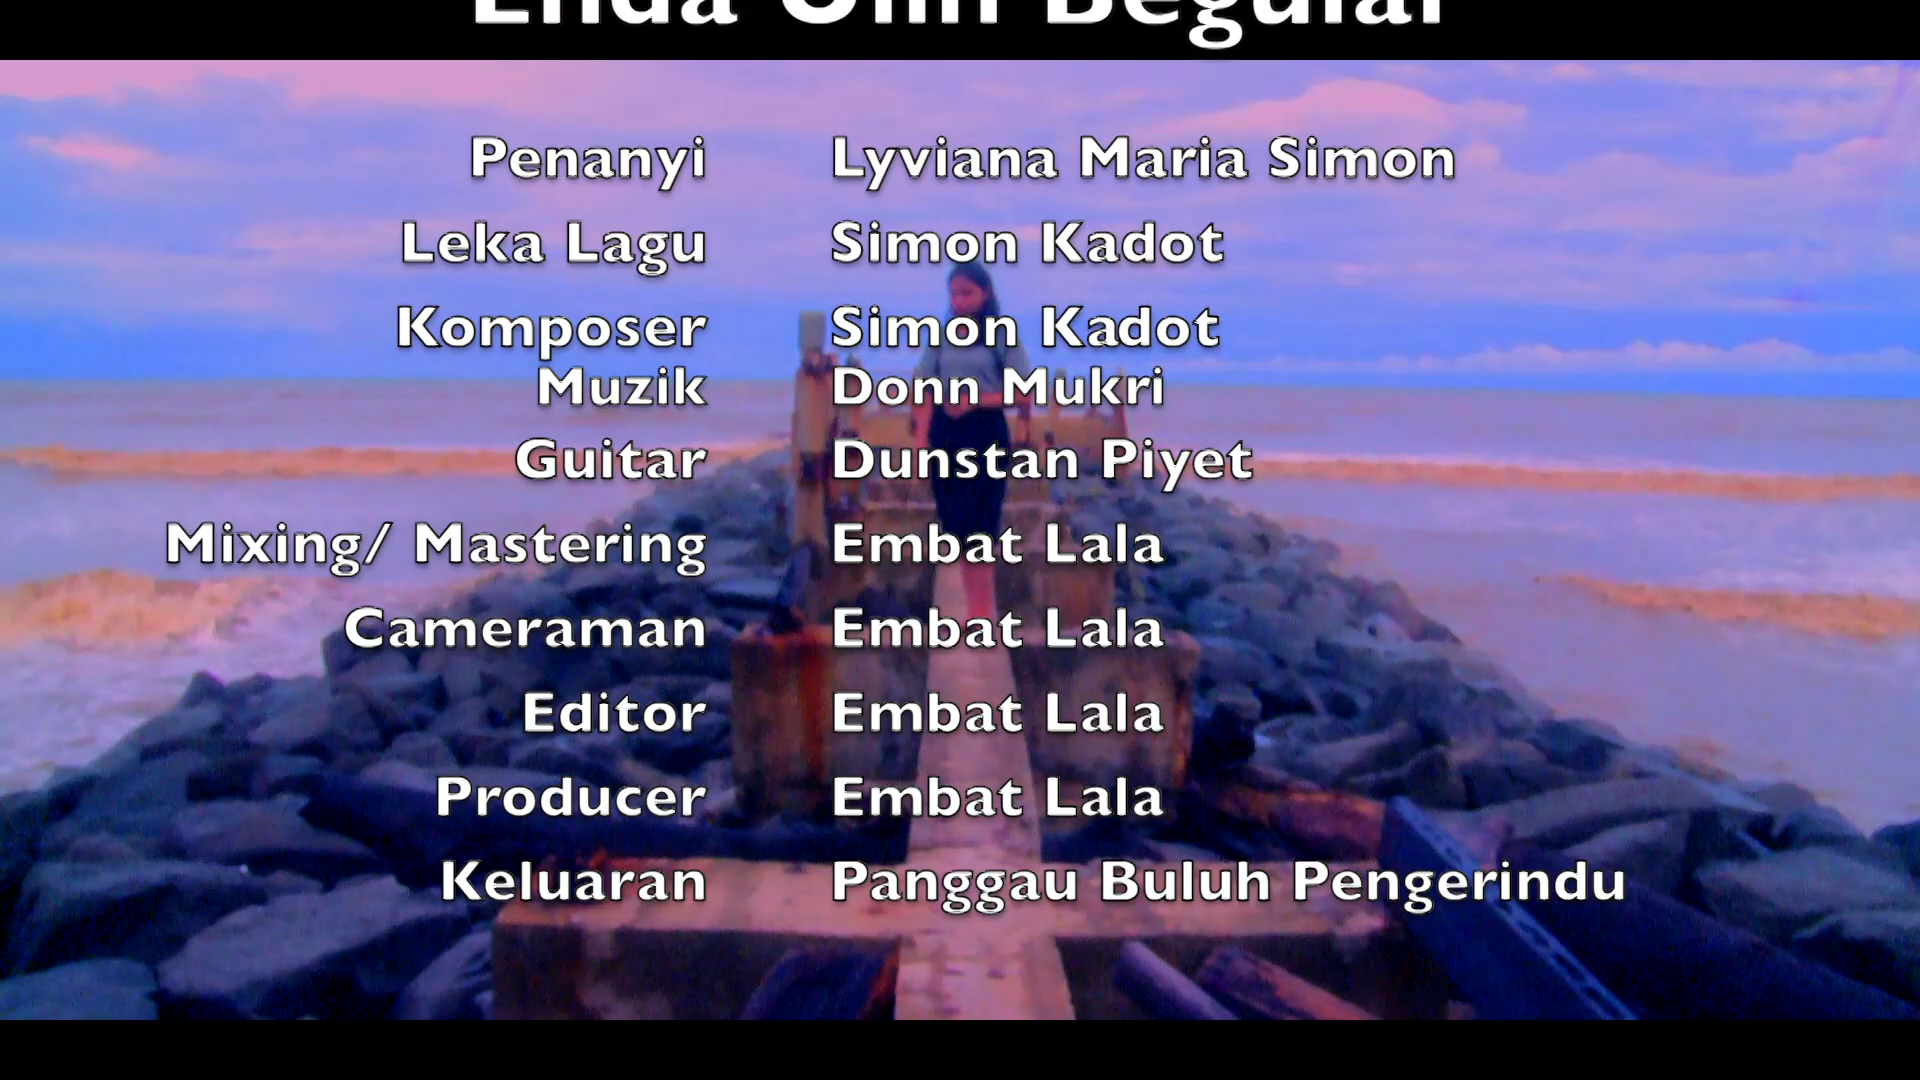 Penanyi Lyviana Maria Simon
Leka Lagu Simon Kadot
Komposer Simon Kadot
Muzik Donn Mukri
Guitar Dunstan Piyet
Mixing/ Mastering Embat Lala
Cameraman Embat Lala
Editor Embat Lala
Producer Embat Lala
Keluaran Panggau Buluh Pengerindu